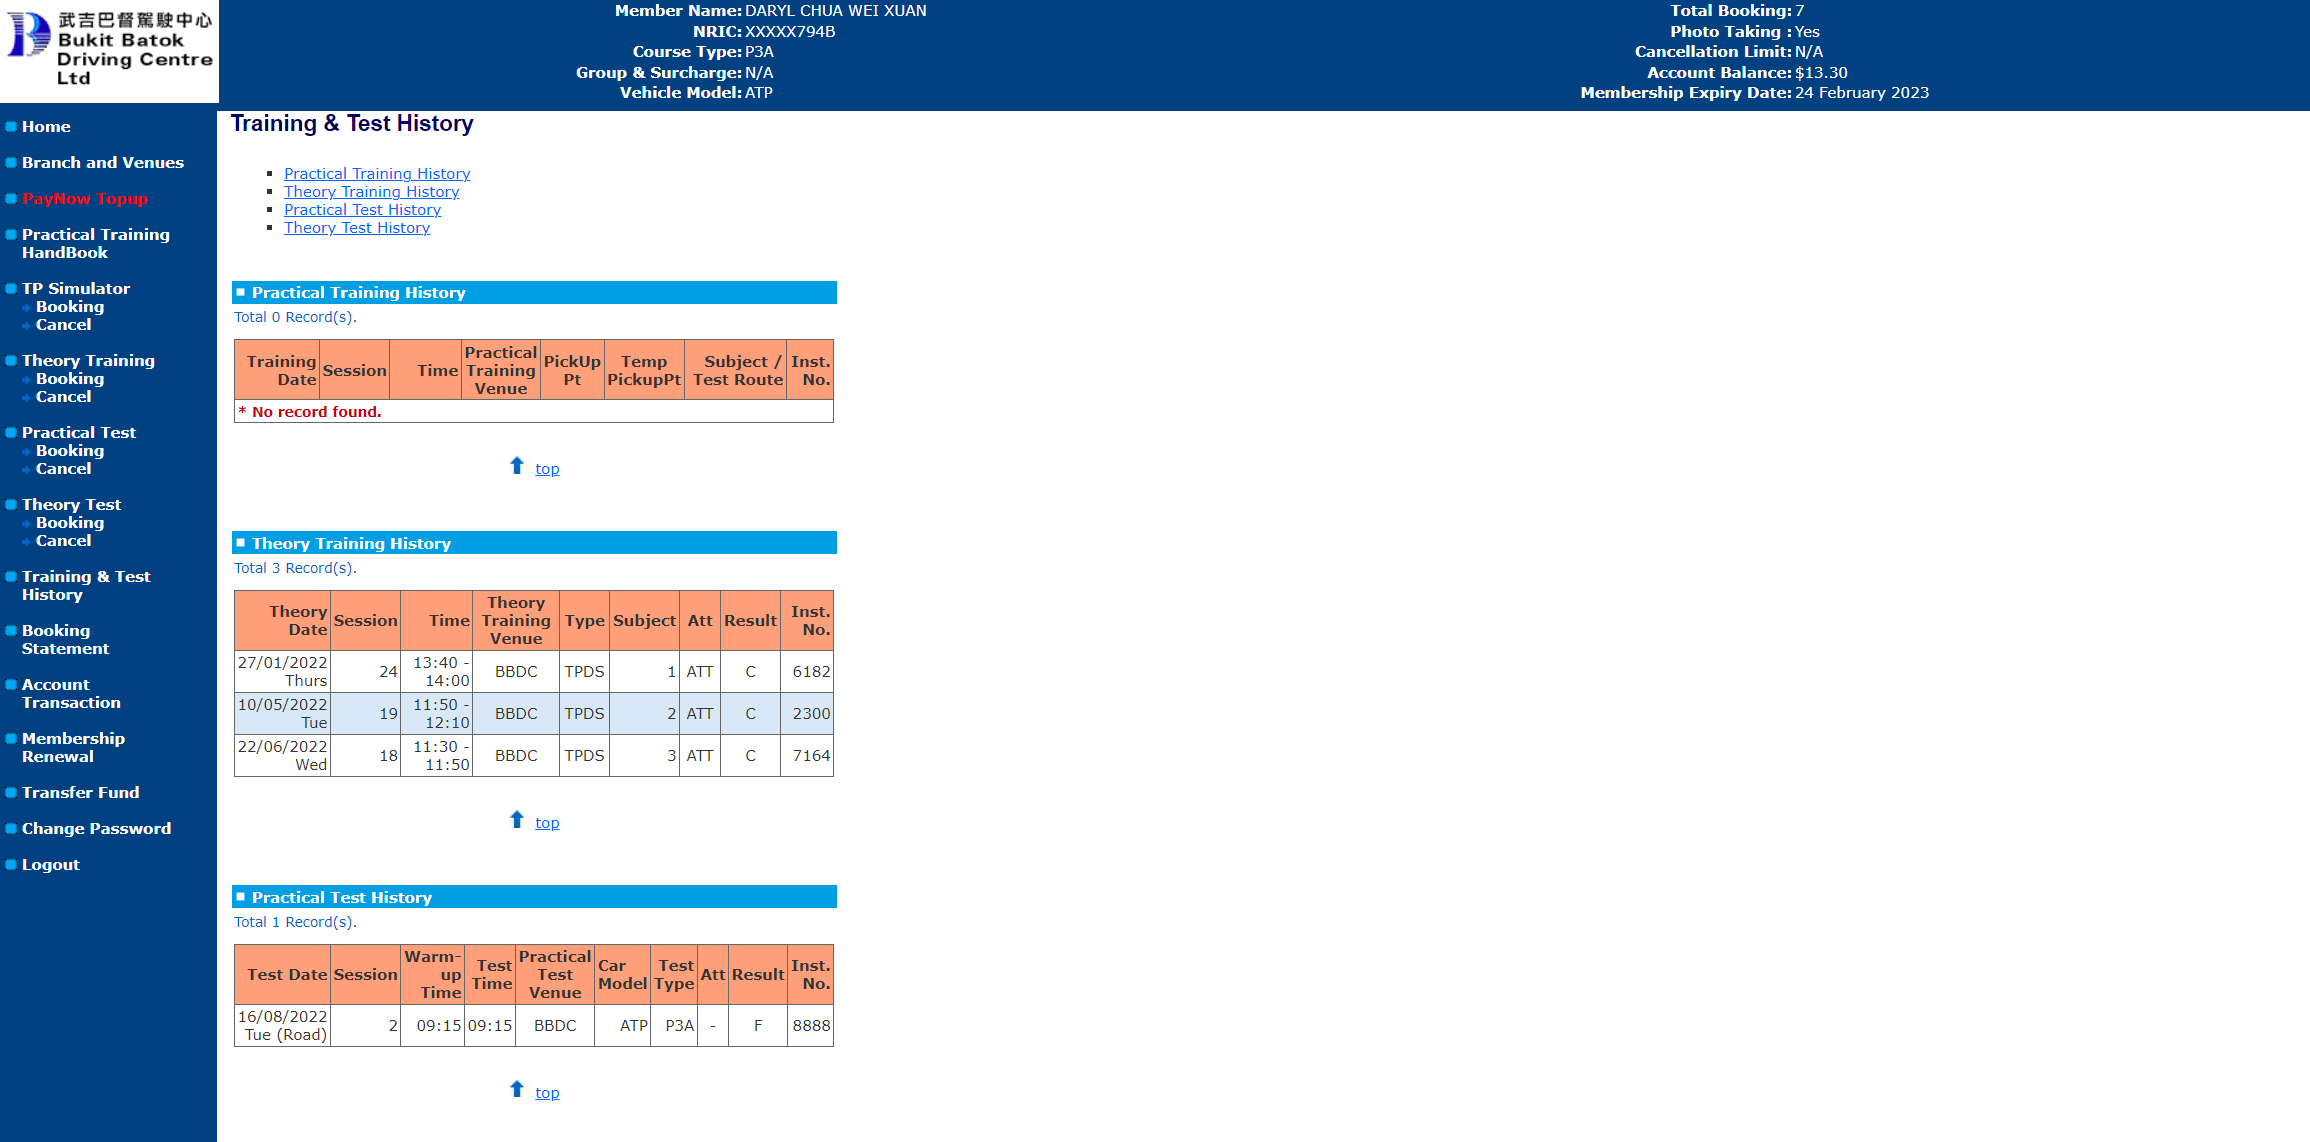 武吉巴督駕駛中心
Bukit Batok
Driving Centre
Ltd
Member Name: DARYL CHUA WEI XUAN
NRIC: XXXXX794B
Course Type: P3A
Group & Surcharge: N/A
Vehicle Model: ATP
Total Booking: 7
Photo Taking : Yes
Cancellation Limit: N/A
Account Balance: $13.30
Membership Expiry Date: 24 February 2023
Home
Branch and Venues
PayNow Topup
Practical Training
HandBook
TP Simulator
Booking
Cancel
Theory Training
Booking
Cancel
Practical Test
Booking
Cancel
Theory Test
Booking
Cancel
Training & Test
History
Booking
Statement
Account
Transaction
Membership
Renewal
Transfer Fund
Change Password
Logout
Training & Test History
Practical Training History
Theory Training History
Practical Test History
Theory Test History
Practical Training History
Total 0 Record(s).
Training Date Session Time Practical Training Venue PickUp Pt Temp PickupPt Subject / Test Route Inst. No.
* No record found.
top
Theory Training History
Total 3 Record(s).
Theory Date Session Time Theory Training Venue Type Subject Att Result Inst. No.
27/01/2022 Thurs 24 13:40 - 14:00 BBDC TPDS 1 ATT C 6182
10/05/2022 Tue 19 11:50 - 12:10 BBDC TPDS 2 ATT C 2300
22/06/2022 Wed 18 11:30 - 11:50 BBDC TPDS 3 ATT C 7164
top
Practical Test History
Total 1 Record(s).
Test Date Session Warm-up Time Test Time Practical Test Venue Car Model Test Type Att Result Inst. No.
16/08/2022 Tue (Road) 2 09:15 09:15 BBDC ATP P3A - F 8888
top